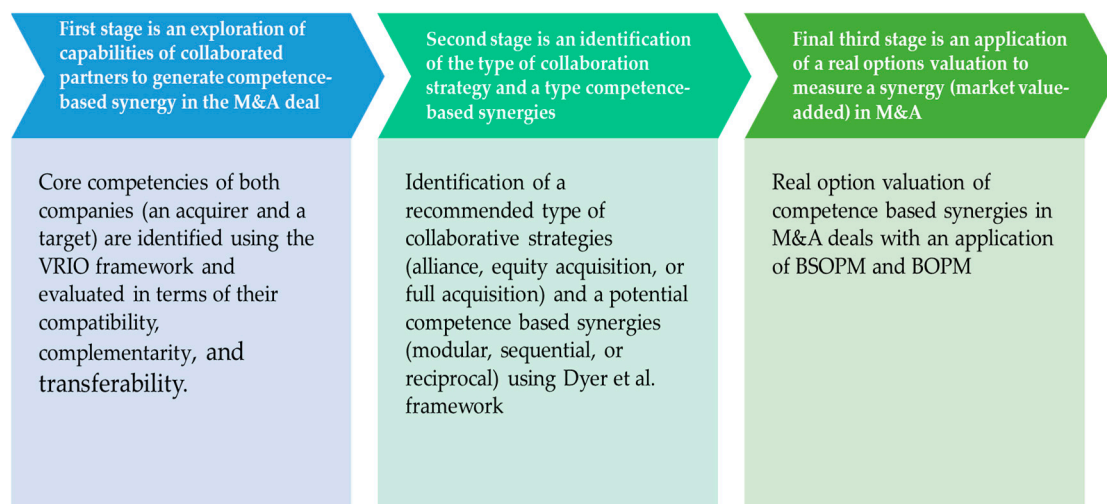 First stage is an exploration of
capabilities of collaborated
partners to generate competence-
based synergy in the M&A deal
Second stage is an identification
of the type of collaboration
strategy and a type competence-
based synergies
Final third stage is an application
of a real options valuation to
measure a synergy (market value-
added) in M&A
Core competencies of both
companies (an acquirer and a
target) are identified using the
VRIO framework and
evaluated in terms of their
compatibility,
complementarity, and
transferability.
Identification of a
recommended type of
collaborative strategies
(alliance, equity acquisition, or
full acquisition) and a potential
competence based synergies
(modular, sequential, or
reciprocal) using Dyer et al.
framework
Real option valuation of
competence based synergies in
M&A deals with an application
of BSOPM and BOPM